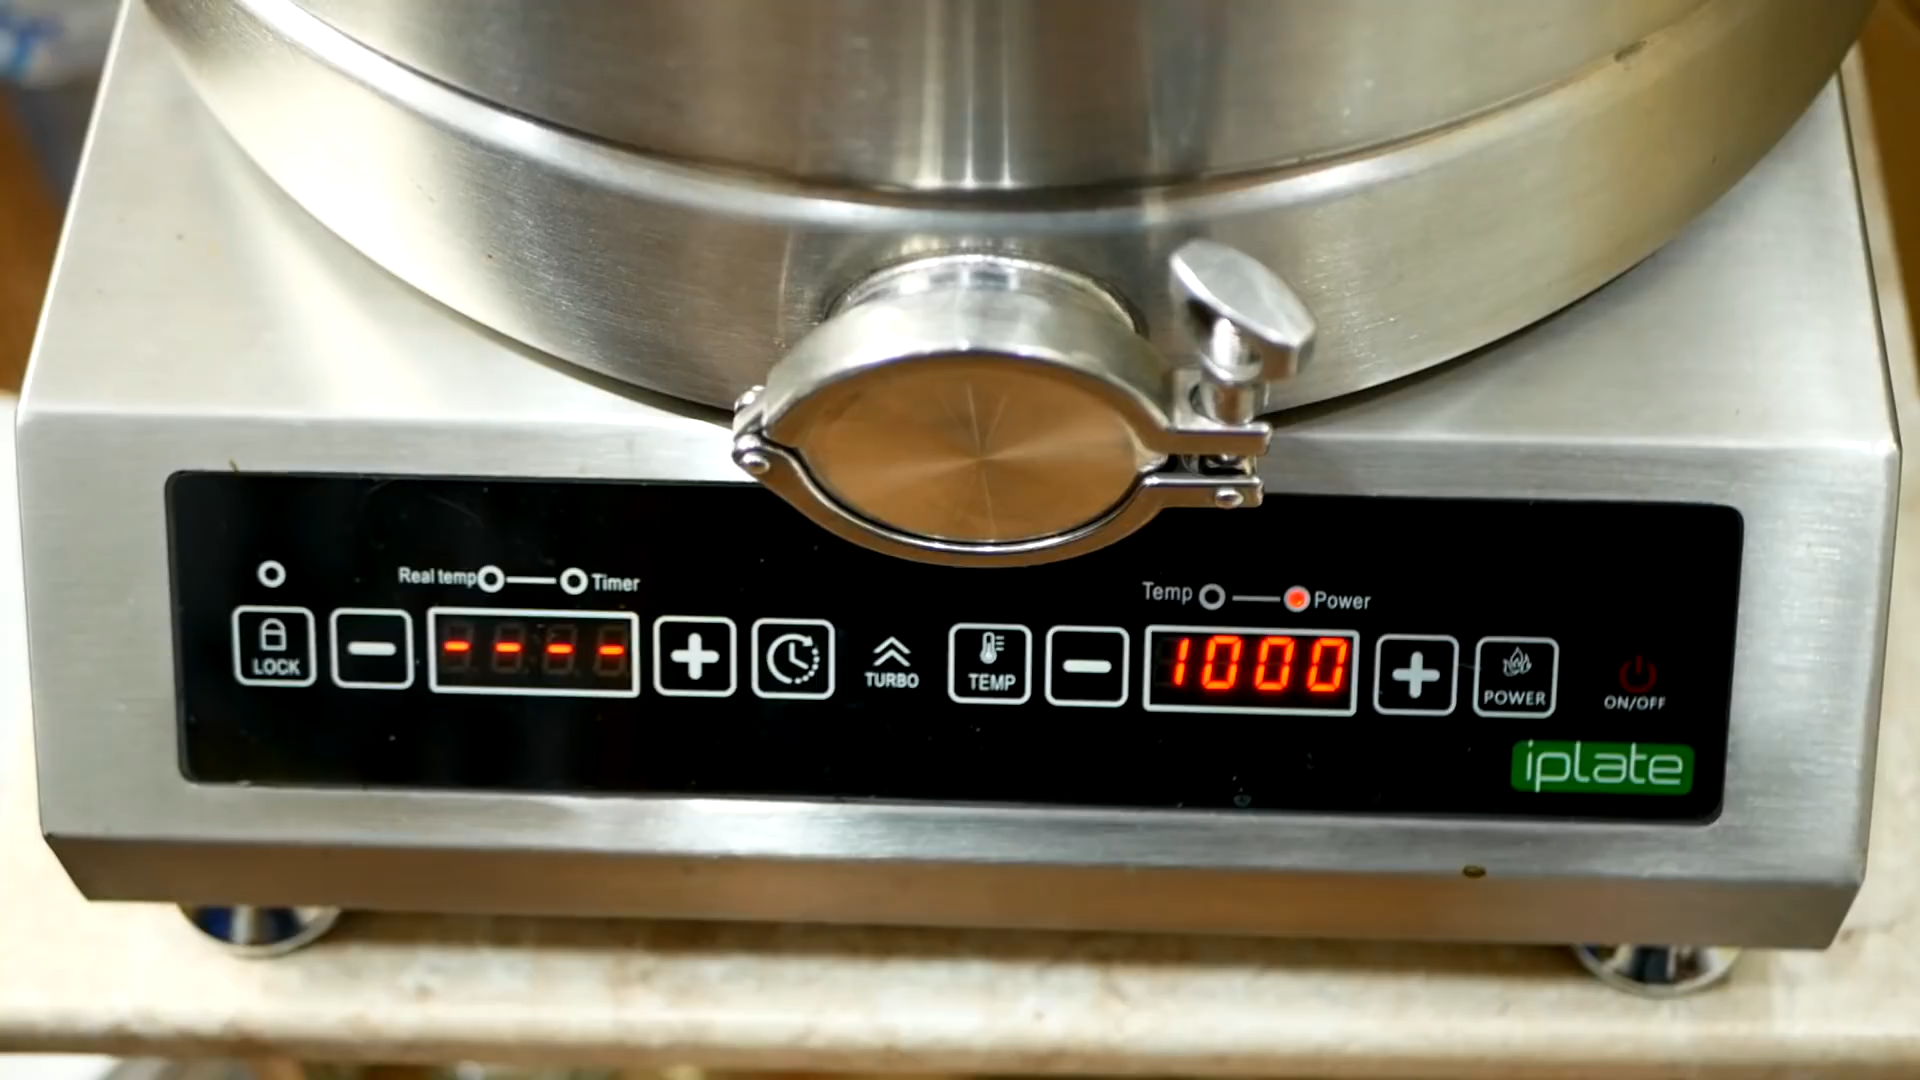 Real temp Timer
Temp Power
LOCK - - - - TURBO TEMP 1000 POWER ON/OFF
iplate